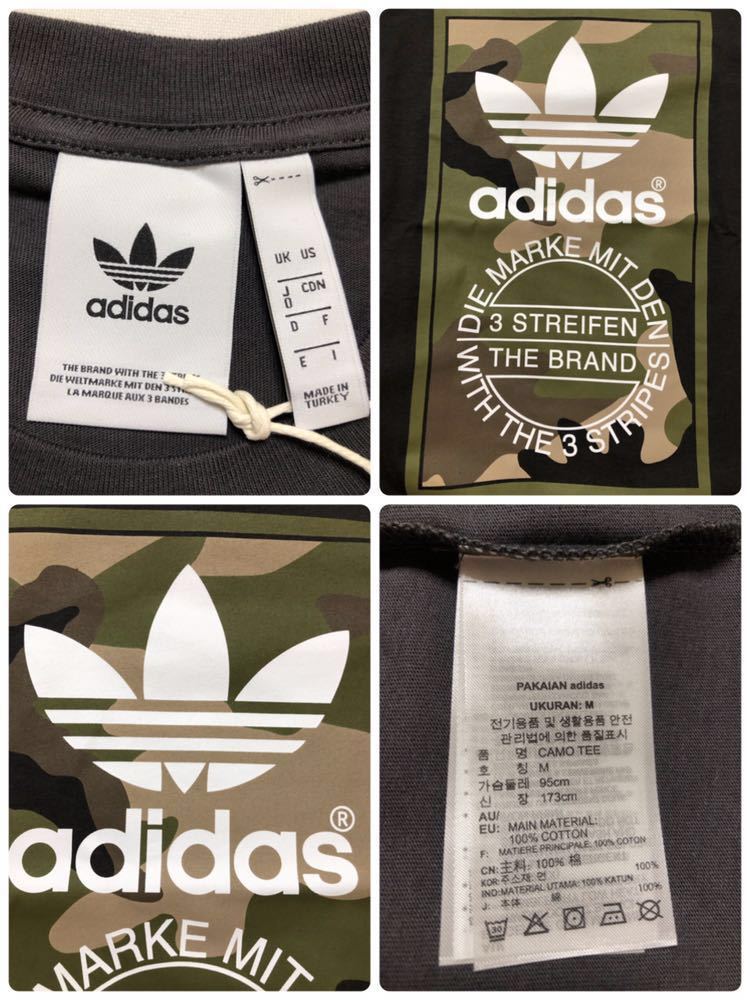 adidas
THE BRAND WITH THE 3
DIE WELTMARKE MIT DEN 3
LA MARQUE AUX 3 BANDES
UK US
J/O CDN
D F
E I
MADE IN
TURKEY
adidas®
DIE MARKE MIT DEN
3 STREIFEN
THE BRAND
WITH THE 3 STRIPES
adidas®
MARKE MIT
PAKAIAN adidas
UKURAN: M
전기용품 및 생활용품 안전
관리법에 의한 품질표시
품 명 CAMO TEE
호 칭 M
가슴둘레 95cm
신 장 173cm
AU/
EU: MAIN MATERIAL:
100% COTTON
F: MATIERE PRINCIPALE: 100% COTON
CN: 主料: 100% 棉
KOR: 주소재: 면 100%
IND: MATERIAL UTAMA: 100% KATUN
J: 本体 綿 100%
30